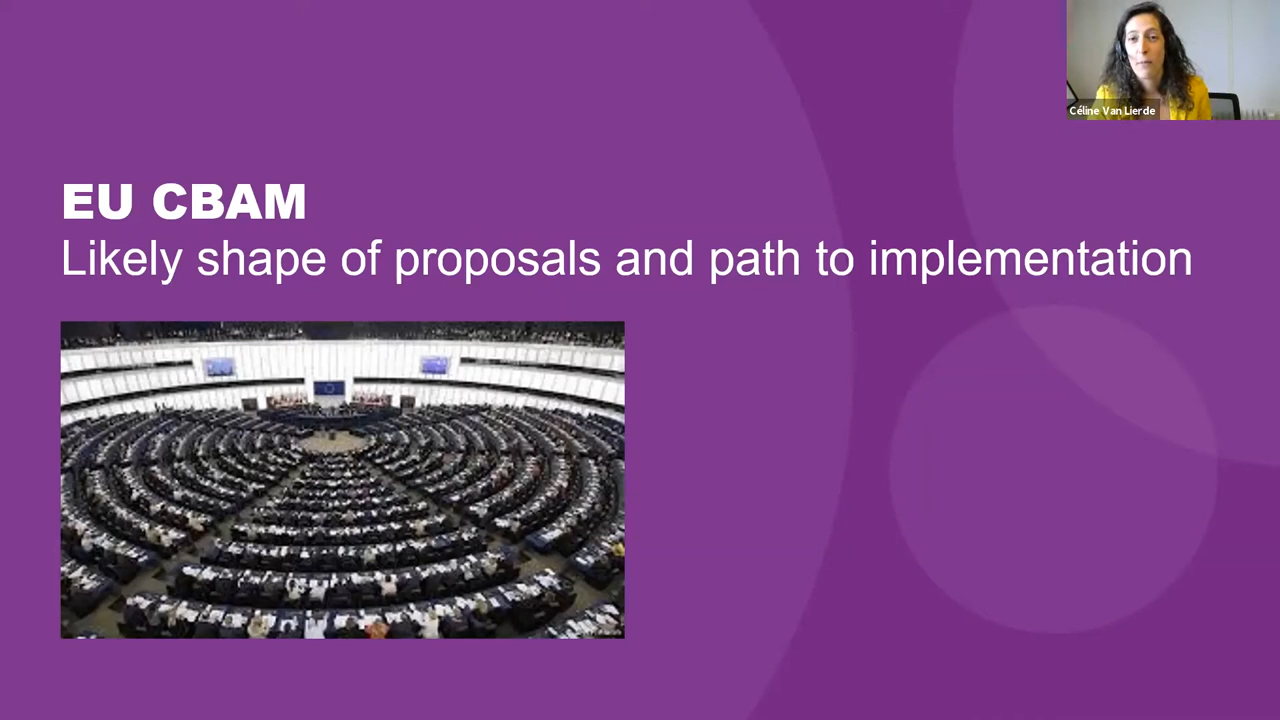 Céline Van Lierde
EU CBAM
Likely shape of proposals and path to implementation